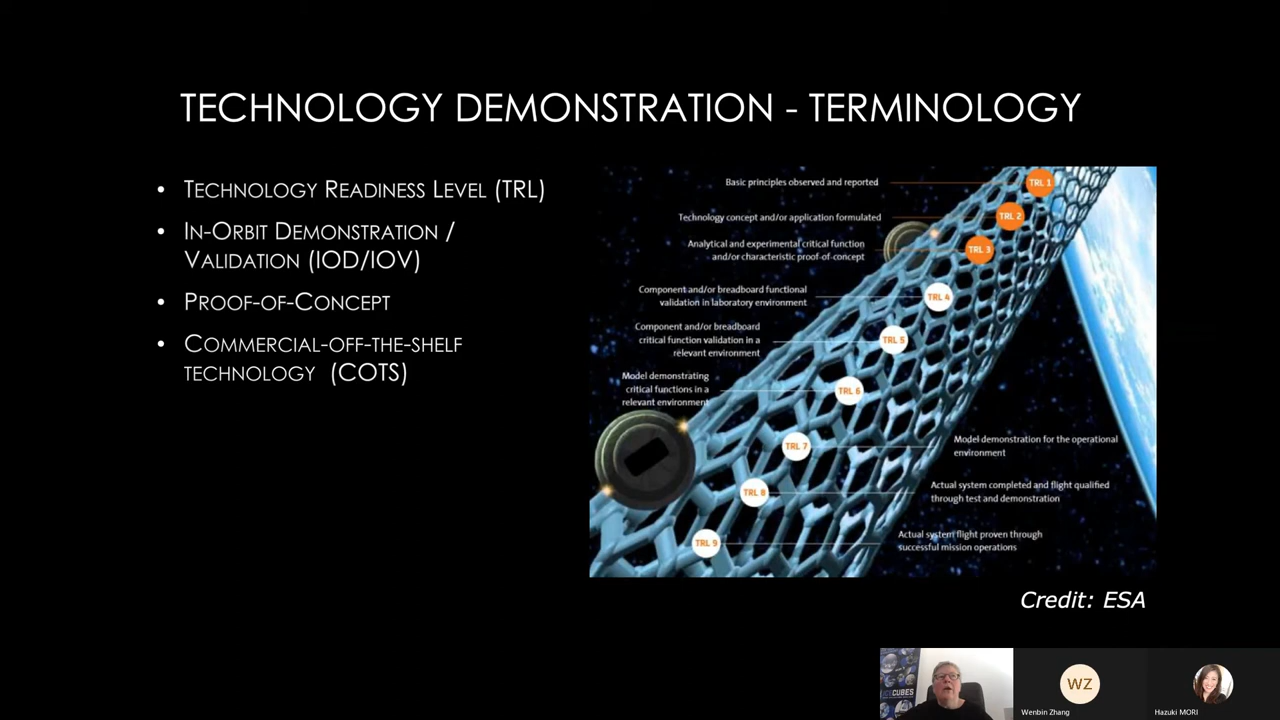 TECHNOLOGY DEMONSTRATION - TERMINOLOGY
• TECHNOLOGY READINESS LEVEL (TRL)
• IN-ORBIT DEMONSTRATION /
VALIDATION (IOD/IOV)
• PROOF-OF-CONCEPT
• COMMERCIAL-OFF-THE-SHELF
TECHNOLOGY (COTS)
Basic principles observed and reported
TRL 1
Technology concept and/or application formulated
TRL 2
Analytical and experimental critical function
and/or characteristic proof-of-concept
TRL 3
Component and/or breadboard functional
validation in laboratory environment
TRL 4
Component and/or breadboard
critical function validation in a
relevant environment
TRL 5
Model demonstrating
critical functions in a
relevant environment
TRL 6
TRL 7
Model demonstration for the operational
environment
TRL 8
Actual system completed and flight qualified
through test and demonstration
TRL 9
Actual system flight proven through
successful mission operations
Credit: ESA
CUBES
WZ
Wenbin Zhang
Hazuki MORI